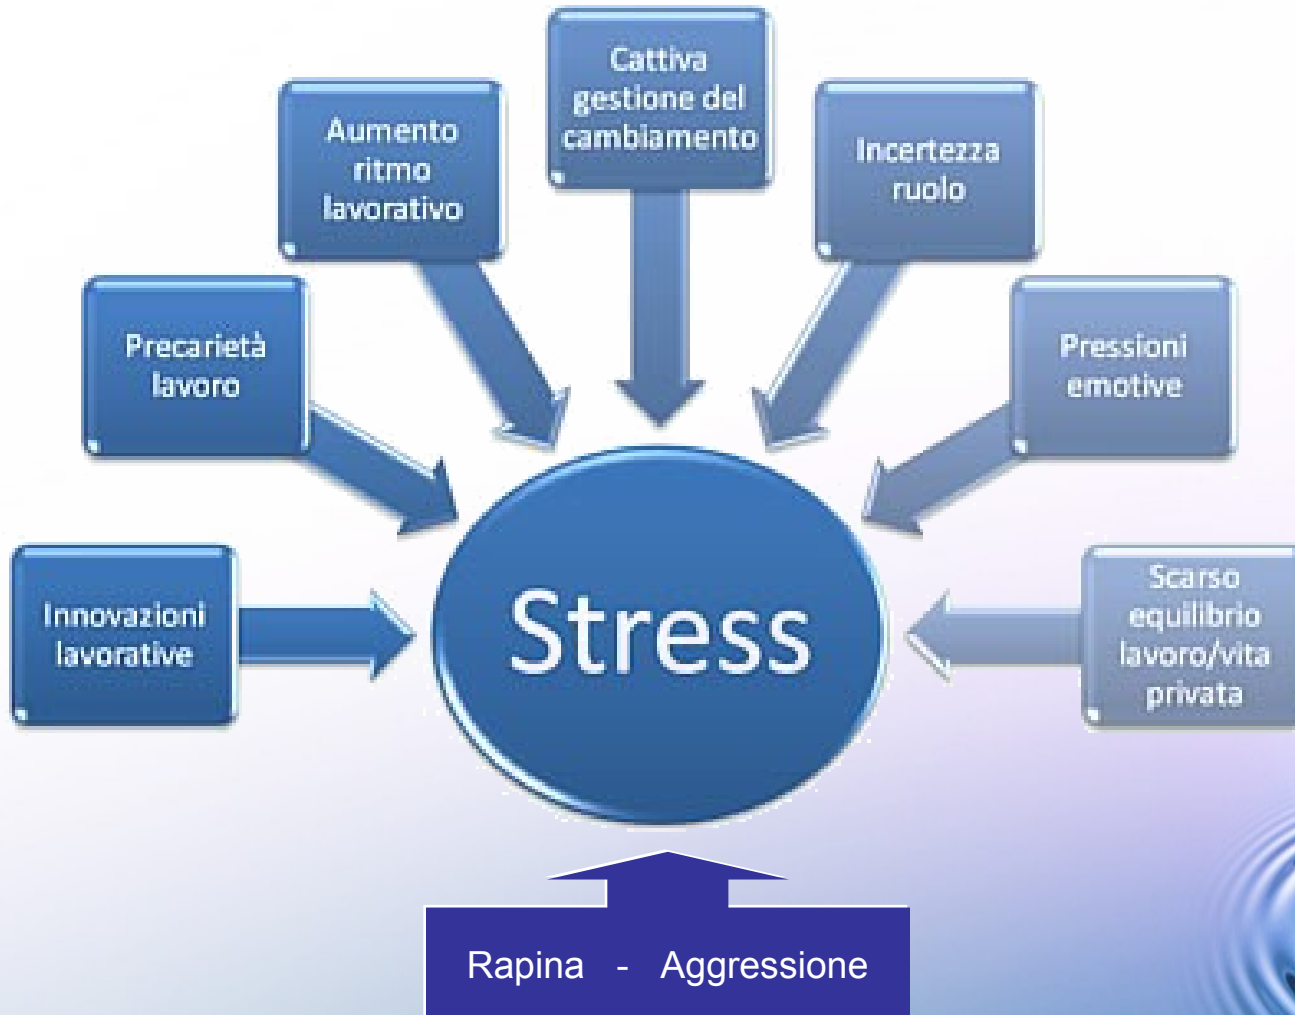 Cattiva
gestione del
cambiamento
Aumento
ritmo
lavorativo
Incertezza
ruolo
Precarietà
lavoro
Pressioni
emotive
Innovazioni
lavorative
Stress
Scarso
equilibrio
lavoro/vita
privata
Rapina - Aggressione